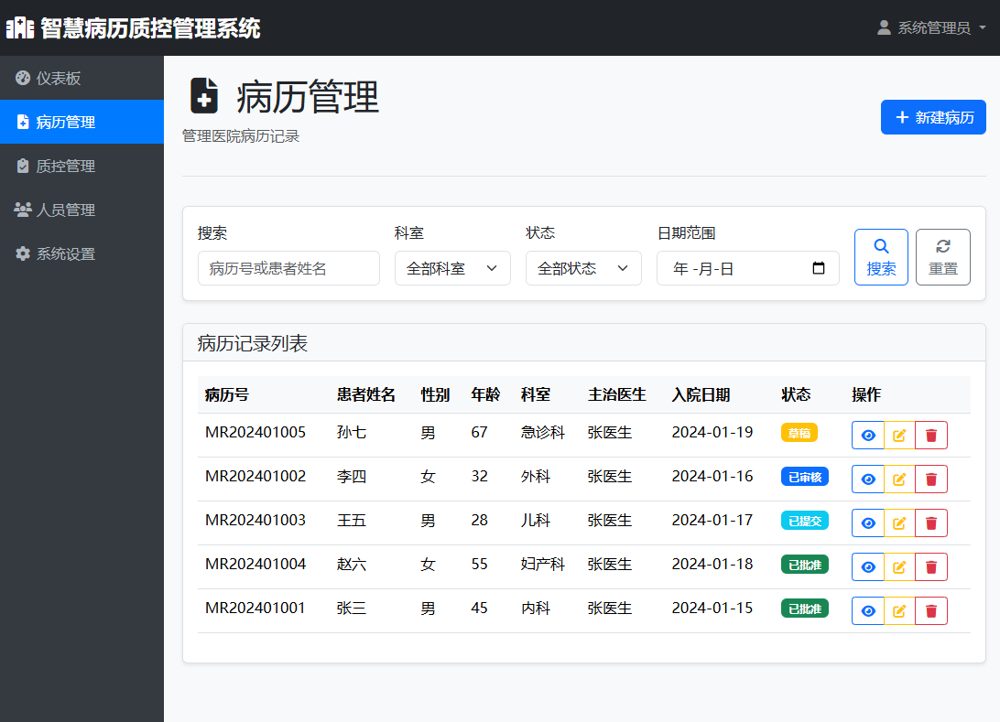 智慧病历质控管理系统
系统管理员
仪表板
病历管理
质控管理
人员管理
系统设置
病历管理
管理医院病历记录
新建病历
搜索 科室 状态 日期范围
病历号或患者姓名 全部科室 全部状态 年 -月-日 搜索 重置
病历记录列表
病历号 患者姓名 性别 年龄 科室 主治医生 入院日期 状态 操作
MR202401005 孙七 男 67 急诊科 张医生 2024-01-19 草稿
MR202401002 李四 女 32 外科 张医生 2024-01-16 已审核
MR202401003 王五 男 28 儿科 张医生 2024-01-17 已提交
MR202401004 赵六 女 55 妇产科 张医生 2024-01-18 已批准
MR202401001 张三 男 45 内科 张医生 2024-01-15 已批准